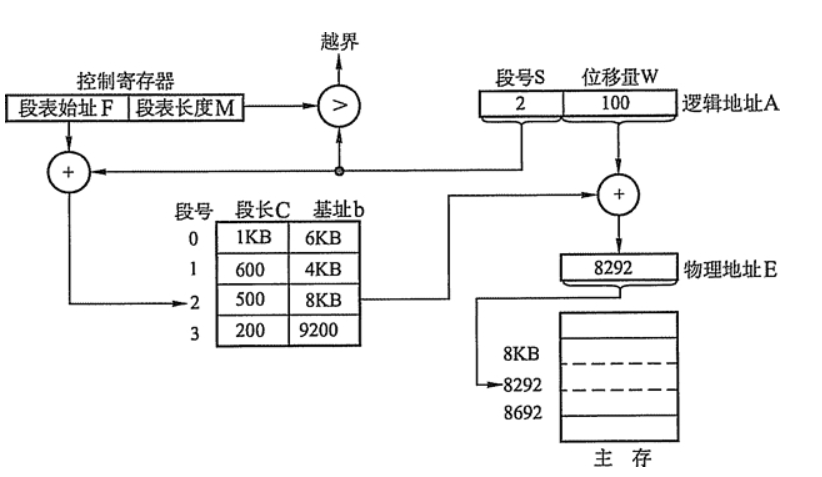 越界
控制寄存器
段表始址F 段表长度M
>
段号S 位移量W
2 100 逻辑地址A
+
+
段号 段长C 基址b
0 1KB 6KB
1 600 4KB
2 500 8KB
3 200 9200
8292 物理地址E
8KB
8292
8692
主 存